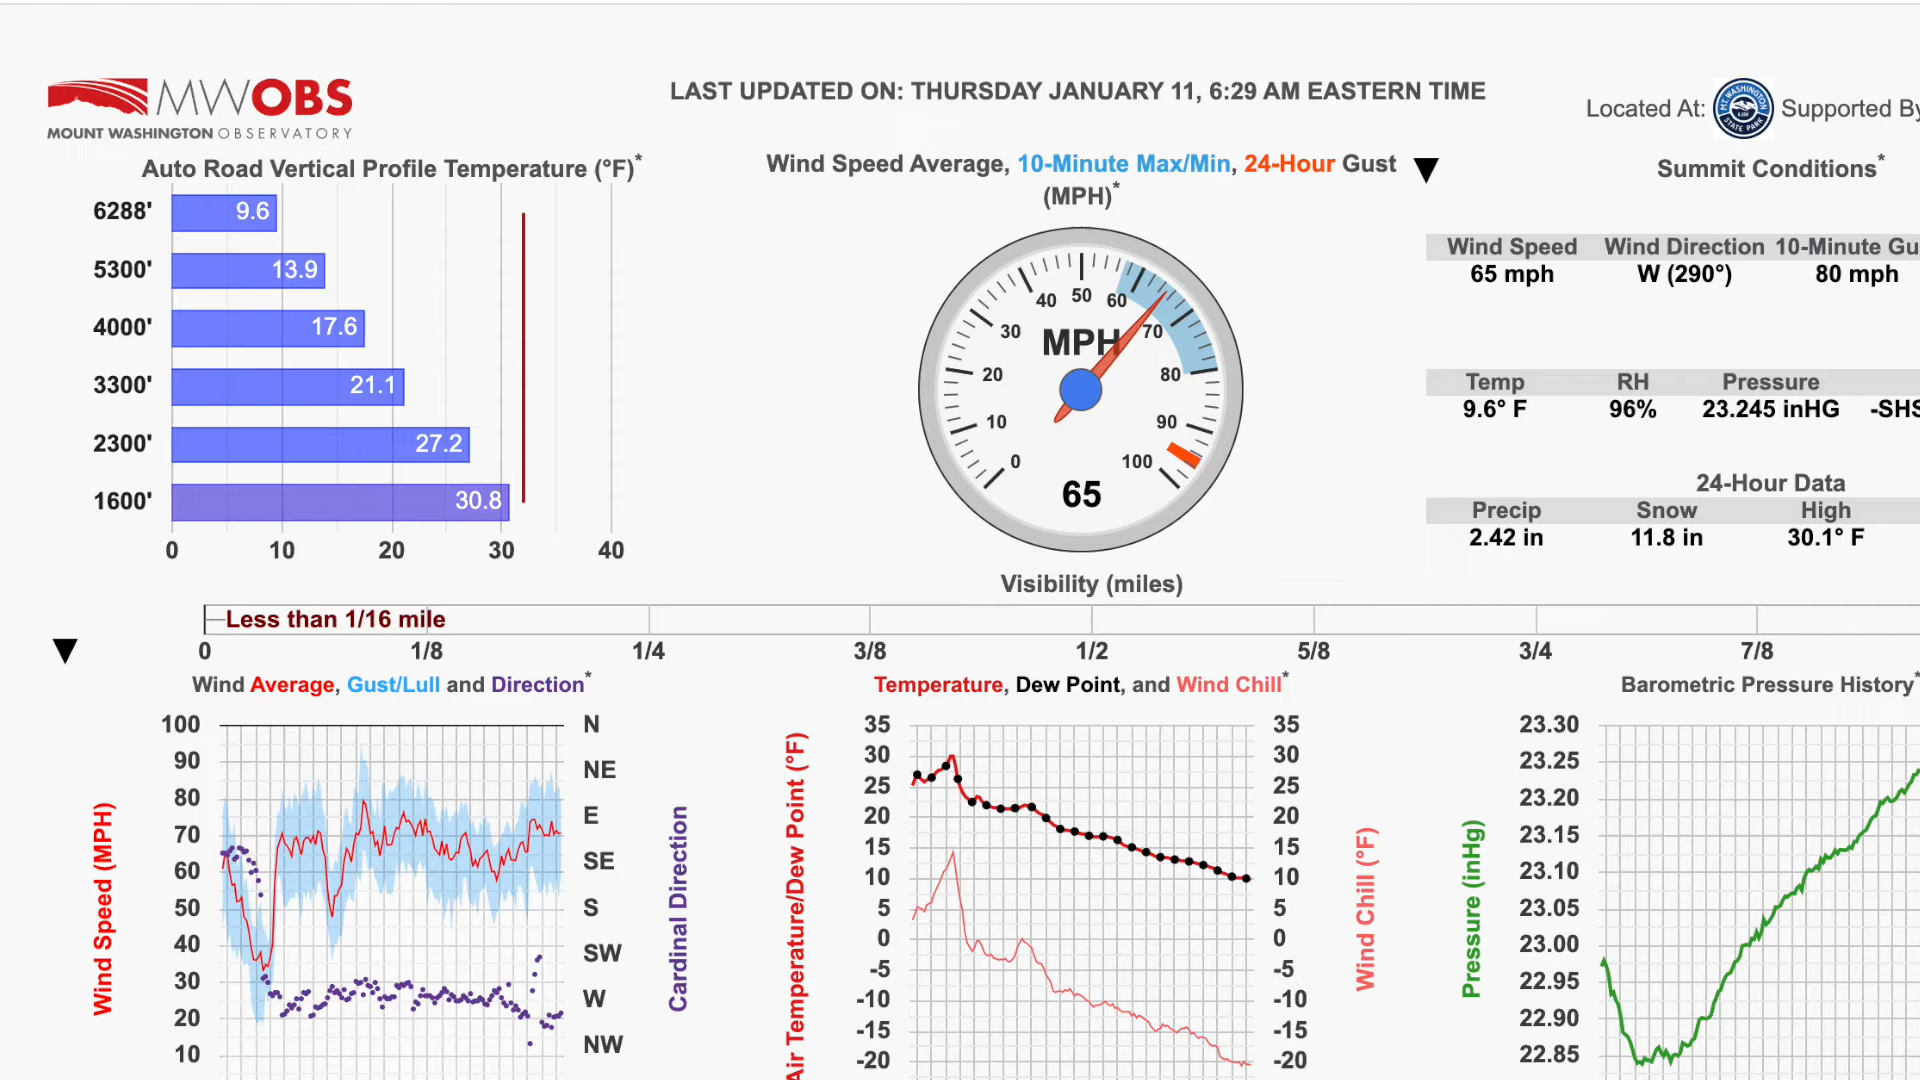 MWOBS
MOUNT WASHINGTON OBSERVATORY
LAST UPDATED ON: THURSDAY JANUARY 11, 6:29 AM EASTERN TIME
Located At:
MT. WASHINGTON
STATE PARK
Supported By
Auto Road Vertical Profile Temperature (°F)*
6288' 9.6
5300' 13.9
4000' 17.6
3300' 21.1
2300' 27.2
1600' 30.8
0 10 20 30 40
Wind Speed Average, 10-Minute Max/Min, 24-Hour Gust
(MPH)*
0 10 20 30 40 50 60 70 80 90 100
MPH
65
Summit Conditions*
Wind Speed Wind Direction 10-Minute Gu
65 mph W (290°) 80 mph
Temp RH Pressure
9.6° F 96% 23.245 inHG -SHS
24-Hour Data
Precip Snow High
2.42 in 11.8 in 30.1° F
Visibility (miles)
Less than 1/16 mile
0 1/8 1/4 3/8 1/2 5/8 3/4 7/8
Wind Average, Gust/Lull and Direction*
Wind Speed (MPH)
100 90 80 70 60 50 40 30 20 10
N NE E SE S SW W NW
Cardinal Direction
Temperature, Dew Point, and Wind Chill*
Air Temperature/Dew Point (°F)
35 30 25 20 15 10 5 0 -5 -10 -15 -20
35 30 25 20 15 10 5 0 -5 -10 -15 -20
Wind Chill (°F)
Barometric Pressure History*
Pressure (inHg)
23.30 23.25 23.20 23.15 23.10 23.05 23.00 22.95 22.90 22.85